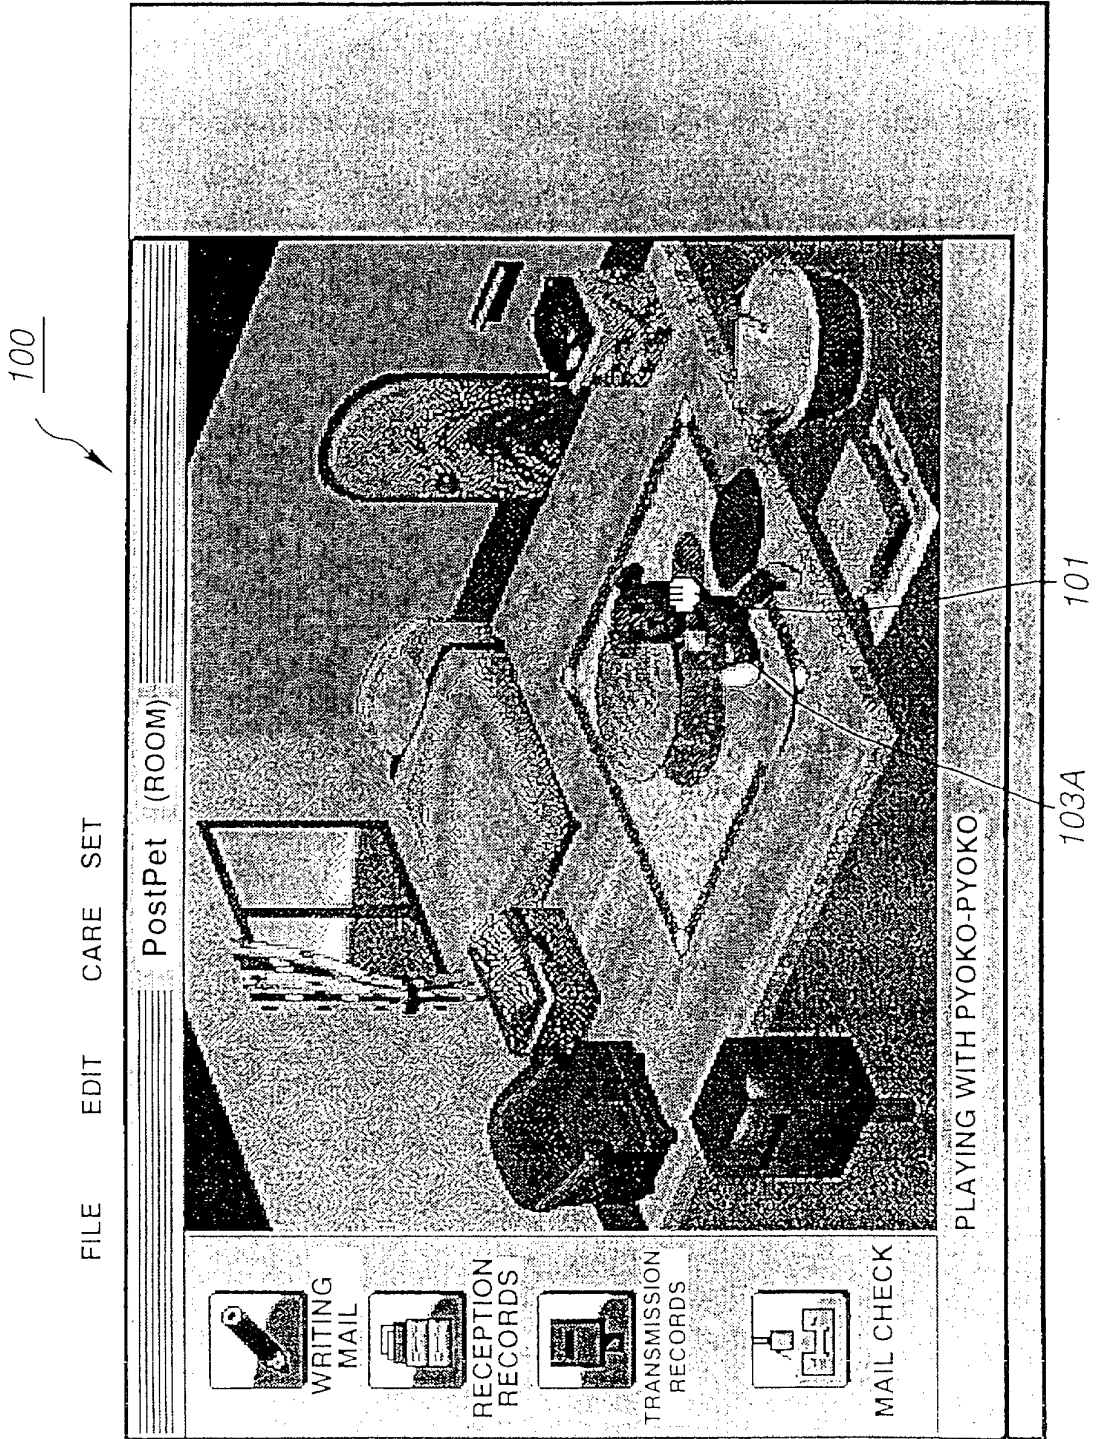 100
FILE EDIT CARE SET
PostPet (ROOM)
WRITING
MAIL
RECEPTION
RECORDS
TRANSMISSION
RECORDS
MAIL CHECK
PLAYING WITH PYOKO-PYOKO.
103A
101